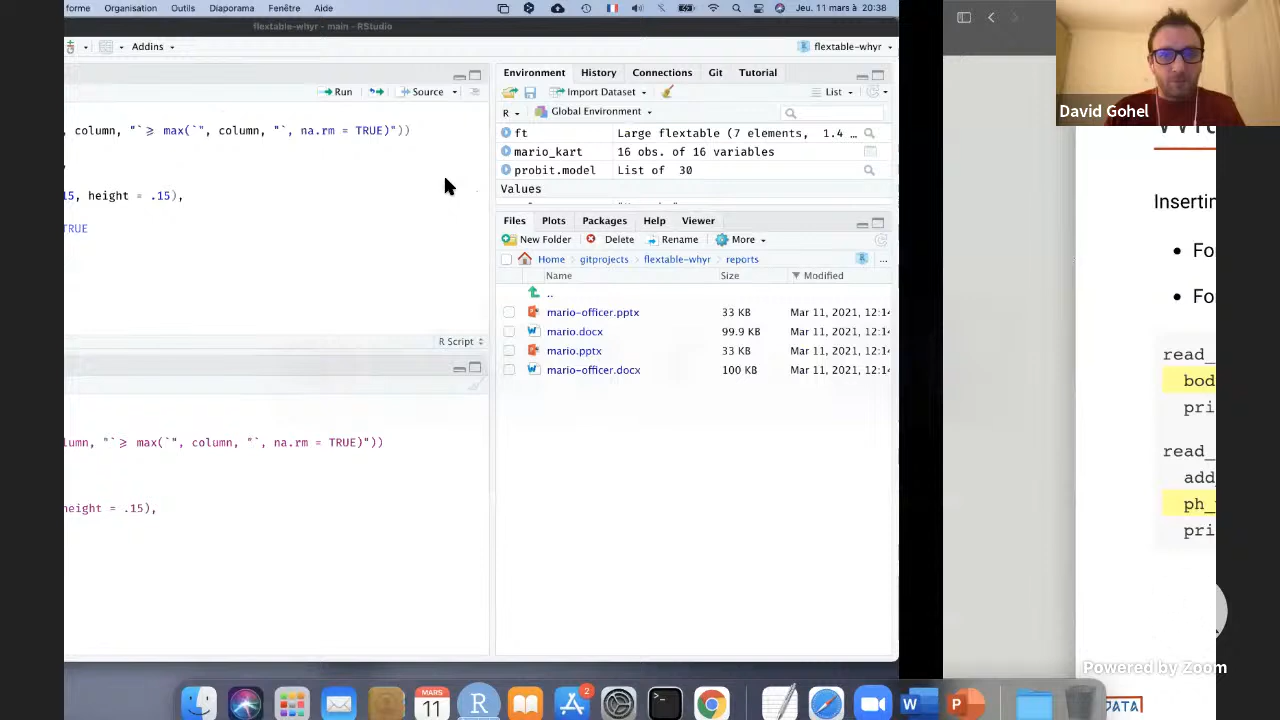 forme Organisation Outils Diaporama Fenêtre Aide
Jeu. 11 mars à 20:38
flextable-whyr - main - RStudio
Addins
flextable-whyr
Run
Source
, column, "`≥ max(`", column, "`, na.rm = TRUE)"))
15, height = .15),
TRUE
R Script
lumn, "`≥ max(`", column, "`, na.rm = TRUE)"))
height = .15),
Environment History Connections Git Tutorial
Import Dataset
List
R
Global Environment
ft Large flextable (7 elements, 1.4 …
mario_kart 16 obs. of 16 variables
probit.model List of 30
Values
Files Plots Packages Help Viewer
New Folder Delete Rename More
Home gitprojects flextable-whyr reports
...
Name Size Modified
..
mario-officer.pptx 33 KB Mar 11, 2021, 12:14
mario.docx 99.9 KB Mar 11, 2021, 12:14
mario.pptx 33 KB Mar 11, 2021, 12:14
mario-officer.docx 100 KB Mar 11, 2021, 12:14
David Gohel
Insertin
• Fo
• Fo
read_
bod
pri
read_
add
ph_
pri
Powered by Zoom
MARS
11
R
2
W
P
DATA